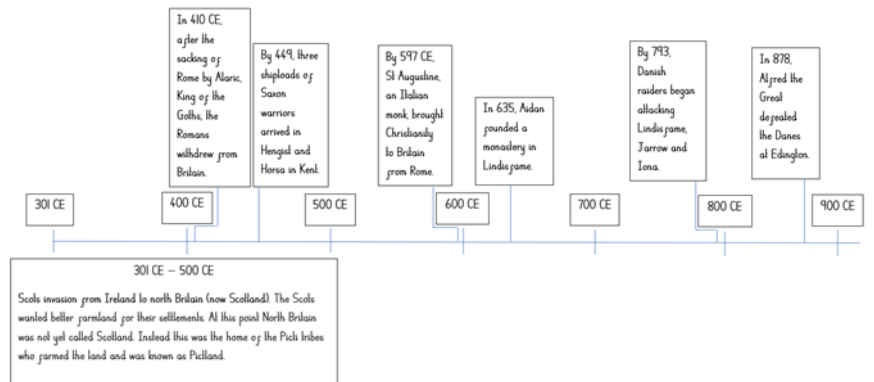 In 410 CE,
after the
sacking of
Rome by Alaric,
King of the
Goths, the
Romans
withdrew from
Britain.
By 449, three
shiploads of
Saxon
warriors
arrived in
Hengist and
Horsa in Kent.
By 597 CE,
St Augustine,
an Italian
monk, brought
Christianity
to Britain
from Rome.
In 635, Aidan
founded a
monastery in
Lindisfarne.
By 793,
Danish
raiders began
attacking
Lindisfarne,
Jarrow and
Iona.
In 878,
Alfred the
Great
defeated
the Danes
at Edington.
301 CE
400 CE
500 CE
600 CE
700 CE
800 CE
900 CE
301 CE – 500 CE
Scots invasion from Ireland to north Britain (now Scotland). The Scots
wanted better farmland for their settlements. At this point North Britain
was not yet called Scotland. Instead this was the home of the Picti tribes
who farmed the land and was known as Pictland.